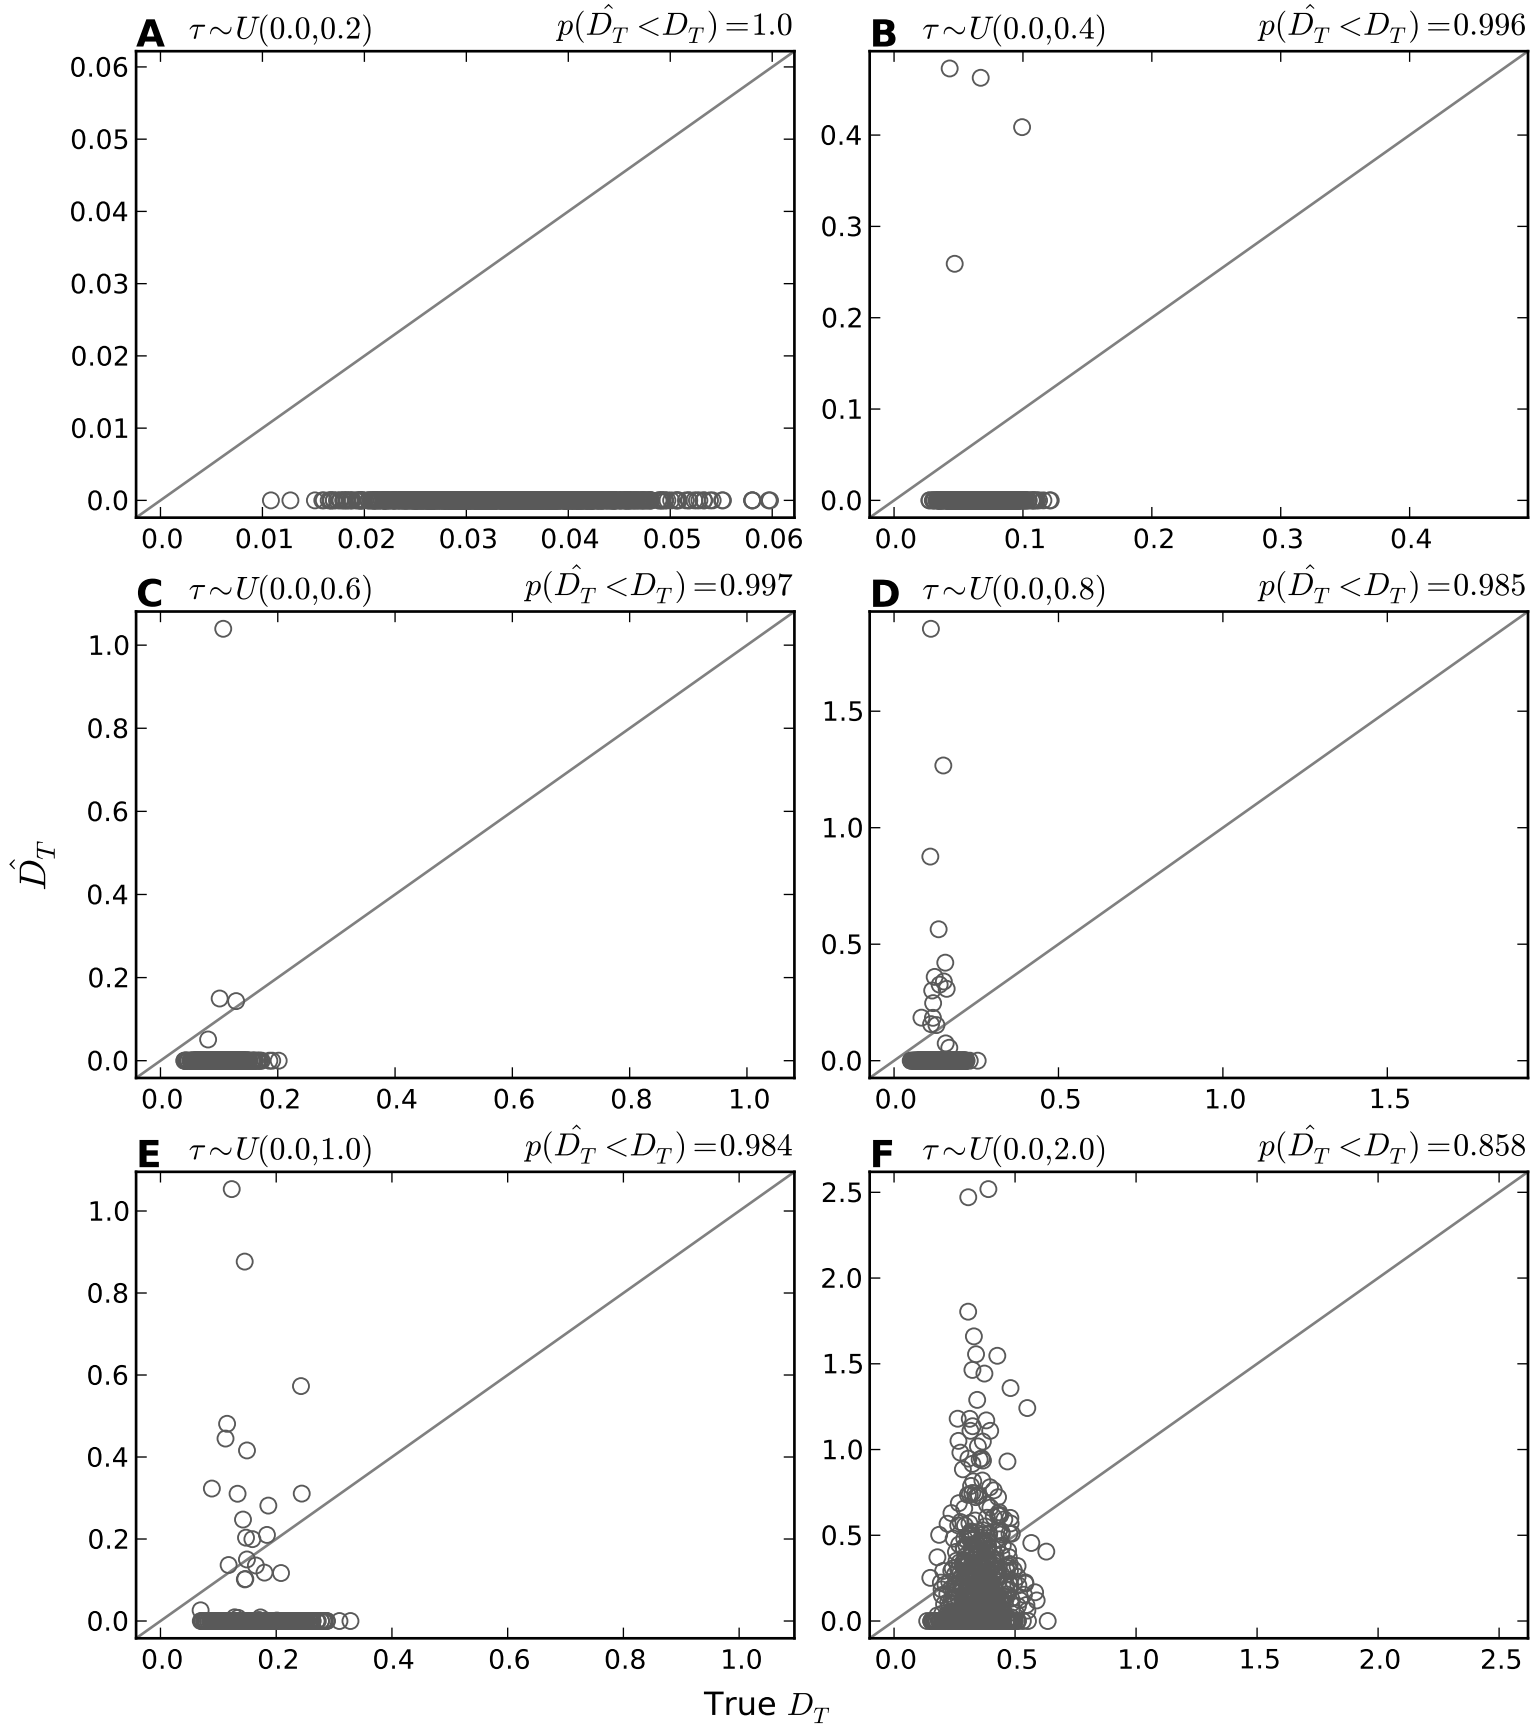 A τ∼U(0.0,0.2) p(D̂_T<D_T)=1.0
0.06
0.05
0.04
0.03
0.02
0.01
0.0
0.0 0.01 0.02 0.03 0.04 0.05 0.06
B τ∼U(0.0,0.4) p(D̂_T<D_T)=0.996
0.4
0.3
0.2
0.1
0.0
0.0 0.1 0.2 0.3 0.4
C τ∼U(0.0,0.6) p(D̂_T<D_T)=0.997
1.0
0.8
0.6
0.4
0.2
0.0
0.0 0.2 0.4 0.6 0.8 1.0
D τ∼U(0.0,0.8) p(D̂_T<D_T)=0.985
1.5
1.0
0.5
0.0
0.0 0.5 1.0 1.5
D̂_T
E τ∼U(0.0,1.0) p(D̂_T<D_T)=0.984
1.0
0.8
0.6
0.4
0.2
0.0
0.0 0.2 0.4 0.6 0.8 1.0
F τ∼U(0.0,2.0) p(D̂_T<D_T)=0.858
2.5
2.0
1.5
1.0
0.5
0.0
0.0 0.5 1.0 1.5 2.0 2.5
True D_T